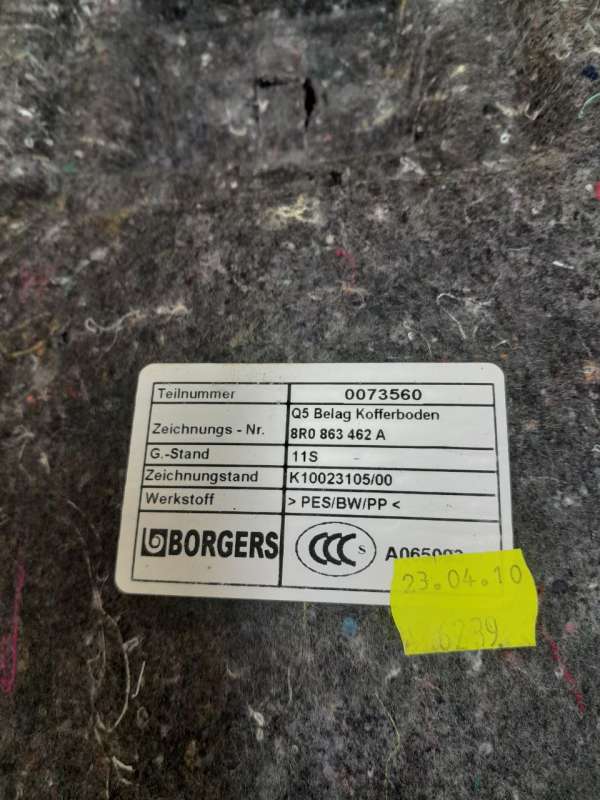 Teilnummer 0073560
Zeichnungs - Nr. Q5 Belag Kofferboden
8R0 863 462 A
G.-Stand 11S
Zeichnungstand K10023105/00
Werkstoff > PES/BW/PP <
BORGERS
CCC S
23.04.10
6239